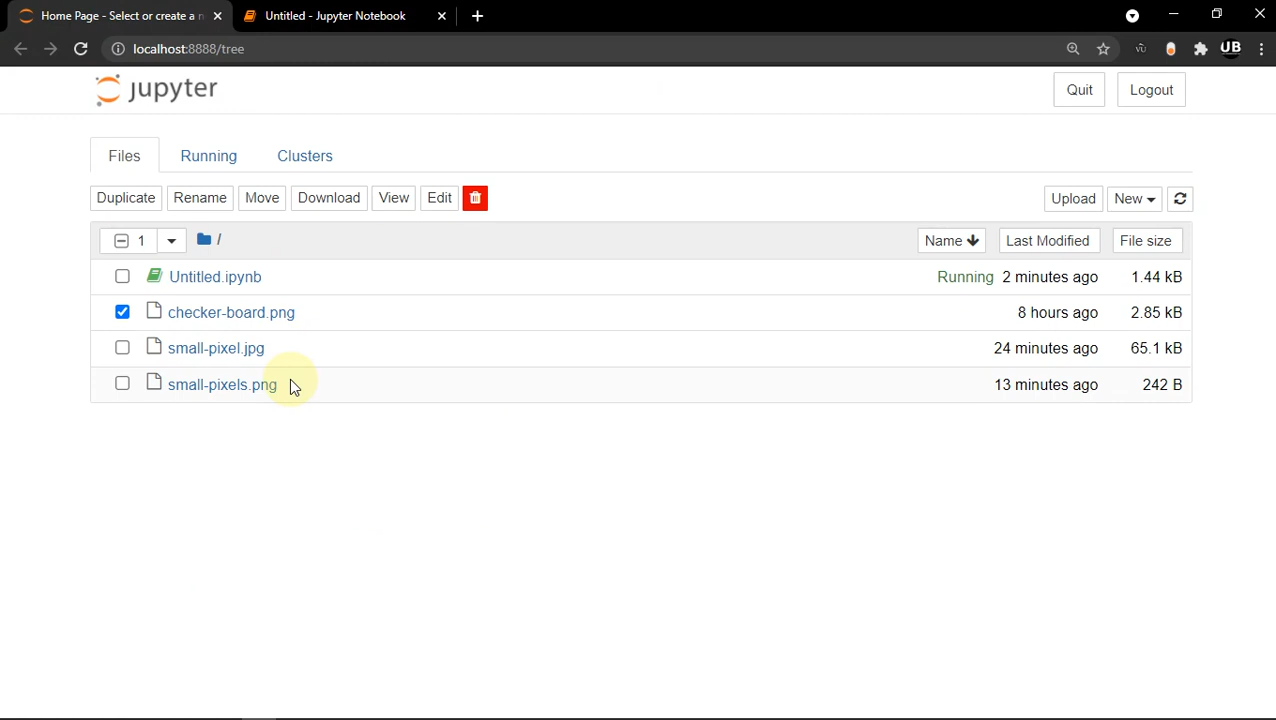 Home Page - Select or create a n
Untitled - Jupyter Notebook
localhost:8888/tree
UB
jupyter
Quit
Logout
Files
Running
Clusters
Duplicate
Rename
Move
Download
View
Edit
Upload
New
1
/
Name
Last Modified
File size
Untitled.ipynb
Running 2 minutes ago
1.44 kB
checker-board.png
8 hours ago
2.85 kB
small-pixel.jpg
24 minutes ago
65.1 kB
small-pixels.png
13 minutes ago
242 B